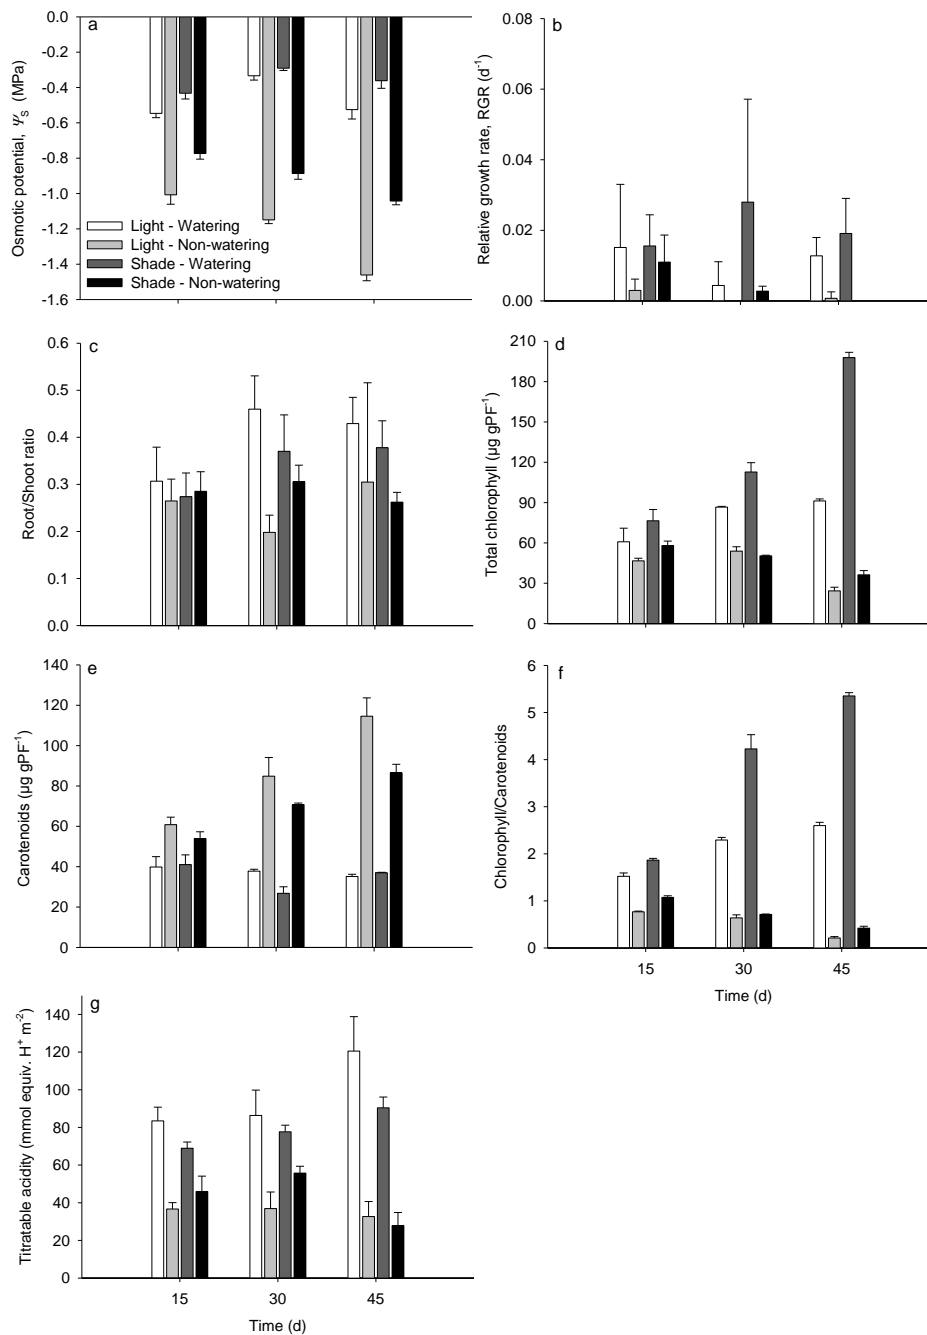 a
0.0
-0.2
-0.4
-0.6
-0.8
-1.0
-1.2
-1.4
-1.6
Osmotic potential, Ψs (MPa)
Light - Watering
Light - Non-watering
Shade - Watering
Shade - Non-watering
b
0.08
0.06
0.04
0.02
0.00
Relative growth rate, RGR (d⁻¹)
c
0.6
0.5
0.4
0.3
0.2
0.1
0.0
Root/Shoot ratio
d
210
180
150
120
90
60
30
0
Total chlorophyll (µg gPF⁻¹)
e
140
120
100
80
60
40
20
0
Carotenoids (µg gPF⁻¹)
f
6
5
4
3
2
1
0
Chlorophyll/Carotenoids
15 30 45
Time (d)
g
140
120
100
80
60
40
20
0
Titratable acidity (mmol equiv. H⁺ m⁻²)
15 30 45
Time (d)